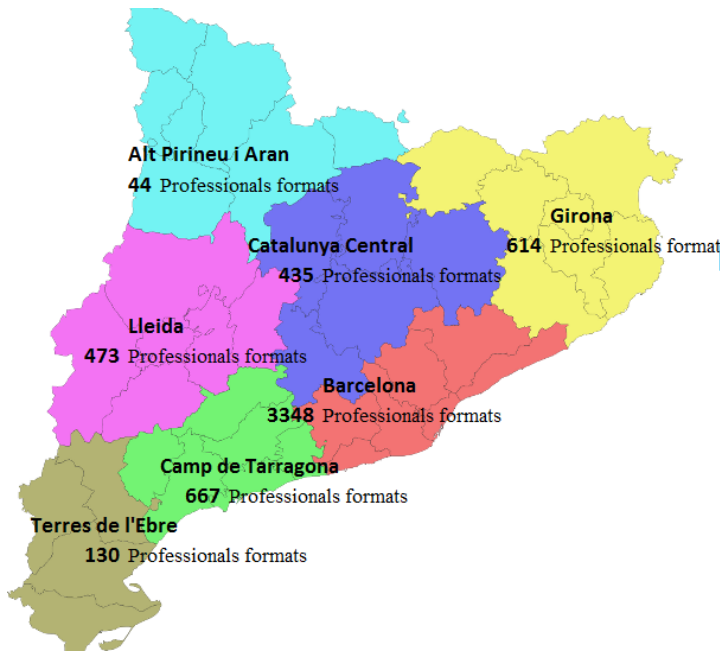 Alt Pirineu i Aran
44 Professionals formats
Girona
614 Professionals format
Catalunya Central
435 Professionals formats
Lleida
473 Professionals formats
Barcelona
3348 Professionals formats
Camp de Tarragona
667 Professionals formats
Terres de l'Ebre
130 Professionals formats